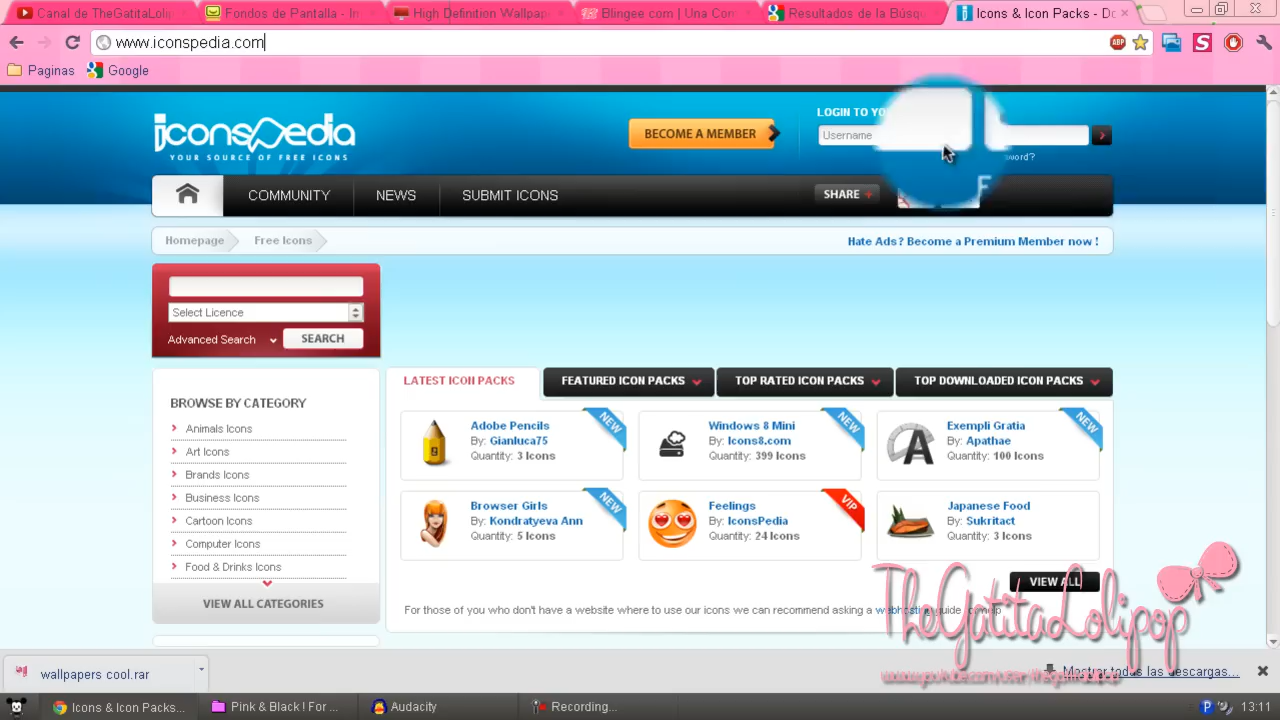 Canal de TheGatitaLolip
Fondos de Pantalla - In
High Definition Wallpap
Blingee com | Una Con
Resultados de la Búsqu
Icons & Icon Packs - Do
www.iconspedia.com
ABP
S
Paginas
Google
iconspedia
YOUR SOURCE OF FREE ICONS
BECOME A MEMBER
LOGIN TO YO
Username
word?
COMMUNITY
NEWS
SUBMIT ICONS
SHARE +
F
Homepage
Free Icons
Hate Ads? Become a Premium Member now !
Select Licence
Advanced Search
SEARCH
BROWSE BY CATEGORY
Animals Icons
Art Icons
Brands Icons
Business Icons
Cartoon Icons
Computer Icons
Food & Drinks Icons
VIEW ALL CATEGORIES
LATEST ICON PACKS
FEATURED ICON PACKS
TOP RATED ICON PACKS
TOP DOWNLOADED ICON PACKS
Adobe Pencils
By: Gianluca75
Quantity: 3 Icons
NEW
Windows 8 Mini
By: Icons8.com
Quantity: 399 Icons
NEW
A
Exempli Gratia
By: Apathae
Quantity: 100 Icons
NEW
Browser Girls
By: Kondratyeva Ann
Quantity: 5 Icons
NEW
Feelings
By: IconsPedia
Quantity: 24 Icons
VIP
Japanese Food
By: Sukritact
Quantity: 3 Icons
VIEW ALL
For those of you who don't have a website where to use our icons we can recommend asking a webhosting guide for help
TheGatitaLolipop
wallpapers cool.rar
Mostrar todas las descargas...
Icons & Icon Packs...
Pink & Black ! For ...
Audacity
Recording...
P
13:11